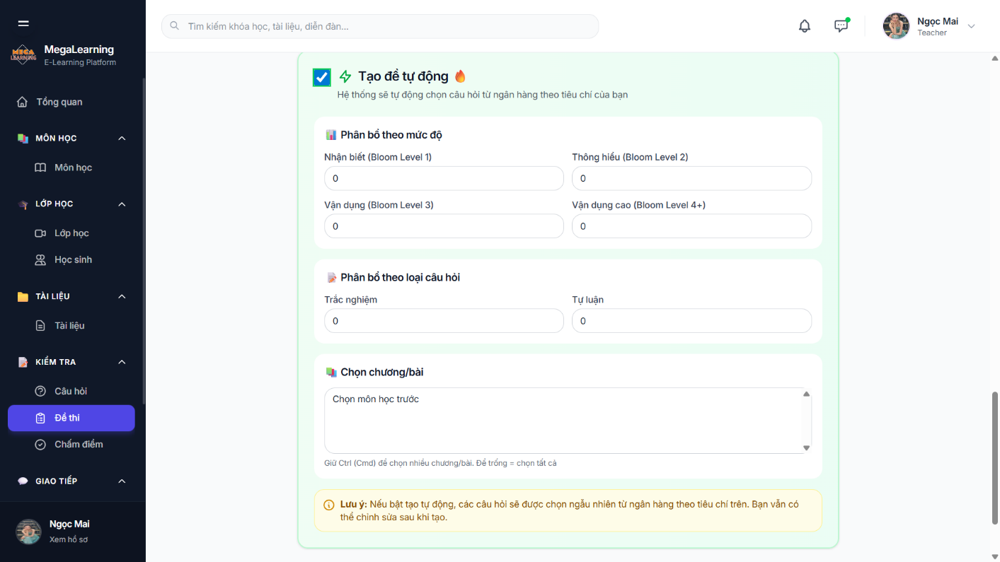 MEGA
LEARNING
MegaLearning
E-Learning Platform
Tổng quan
MÔN HỌC
Môn học
LỚP HỌC
Lớp học
Học sinh
TÀI LIỆU
Tài liệu
KIỂM TRA
Câu hỏi
Đề thi
Chấm điểm
GIAO TIẾP
Ngọc Mai
Xem hồ sơ
Tìm kiếm khóa học, tài liệu, diễn đàn...
Ngọc Mai
Teacher
Tạo đề tự động
Hệ thống sẽ tự động chọn câu hỏi từ ngân hàng theo tiêu chí của bạn
Phân bổ theo mức độ
Nhận biết (Bloom Level 1)
Thông hiểu (Bloom Level 2)
0
0
Vận dụng (Bloom Level 3)
Vận dụng cao (Bloom Level 4+)
0
0
Phân bổ theo loại câu hỏi
Trắc nghiệm
Tự luận
0
0
Chọn chương/bài
Chọn môn học trước
Giữ Ctrl (Cmd) để chọn nhiều chương/bài. Để trống = chọn tất cả
Lưu ý: Nếu bật tạo tự động, các câu hỏi sẽ được chọn ngẫu nhiên từ ngân hàng theo tiêu chí trên. Bạn vẫn có
thể chỉnh sửa sau khi tạo.